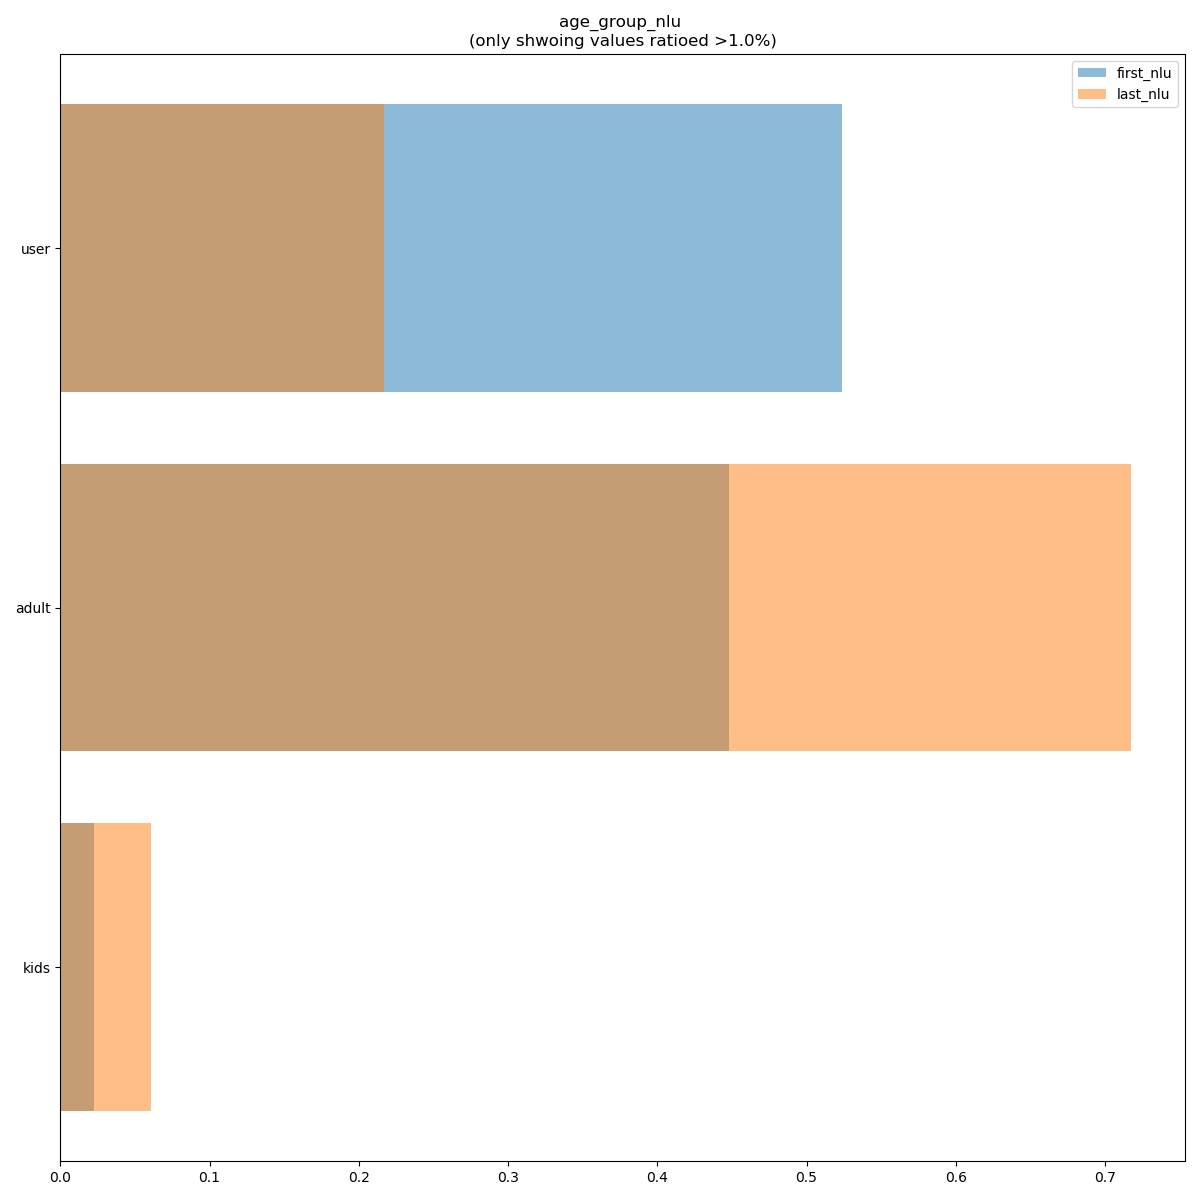 age_group_nlu
(only shwoing values ratioed >1.0%)
first_nlu
last_nlu
user
adult
kids
0.0 0.1 0.2 0.3 0.4 0.5 0.6 0.7